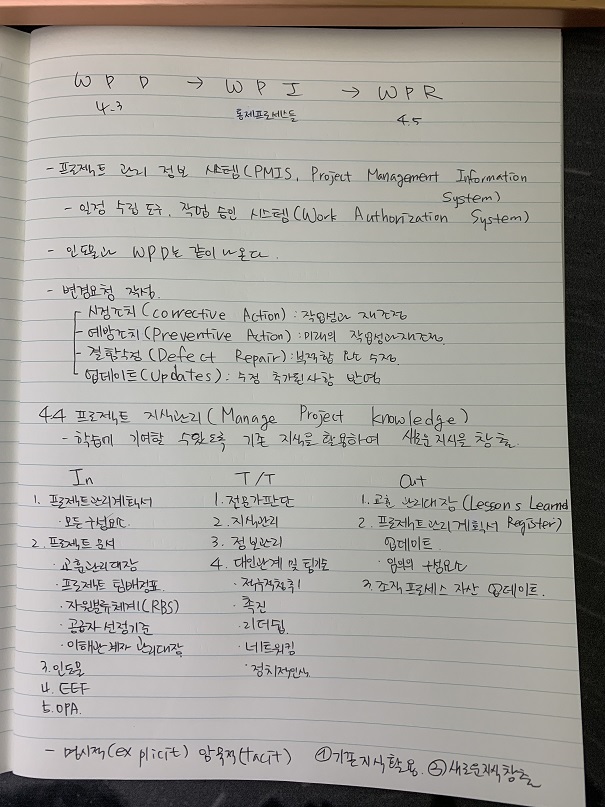 WPD → WPI → WPR
4.3 통제프로세스들 4.5
- 프로젝트 관리 정보 시스템(PMIS, Project Management Information
System)
- 일정 수립 도구, 작업 승인 시스템(Work Authorization System)
- 인도물과 WPD는 같이 나온다.
- 변경요청 작성.
- 시정조치(corrective Action) : 작업성과 재조정
- 예방조치(Preventive Action) : 미래의 작업성과재조정.
- 결함수정(Defect Repair) : 부적합 요소 수정.
업데이트(Updates) : 수정 추가된사항 반영
4.4 프로젝트 지식관리(Manage Project knowledge)
- 학습에 기여할 수있도록 기존 지식을 활용하여 새로운 지식을 창출.
In T/T Out
1. 프로젝트관리계획서 1. 전문가판단 1. 교훈 관리대장(Lessons Learned
· 모든구성요소 2. 지식관리 2. 프로젝트관리계획서 Register)
2. 프로젝트 문서 3. 정보관리 업데이트.
· 교훈관리대장 4. 대인관계 및 팀기술 · 임의의 구성요소
· 프로젝트 팀배정표 · 적극적청취 3. 조직프로세스 자산 업데이트.
· 자원분류체계(RBS) · 촉진
· 공급자 선정기준 · 리더십
· 이해관계자 관리대장 · 네트워킹
3. 인도물 · 정치적인식.
4. EEF
5. OPA.
- 명시적(explicit) 암묵적(tacit) ①기존지식활용. ②새로운지식창출